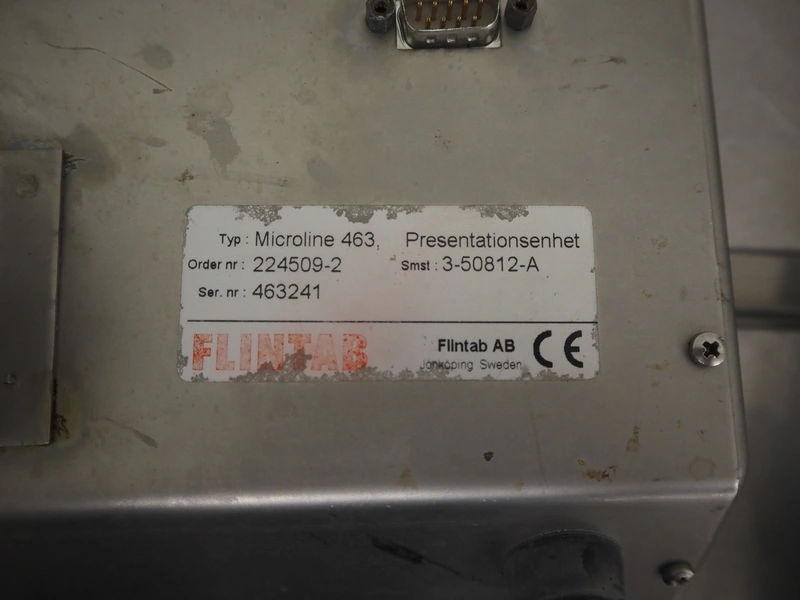 Typ : Microline 463, Presentationsenhet
Order nr : 224509-2 Smst : 3-50812-A
Ser. nr : 463241
FLINTAB Flintab AB CE
Jönköping Sweden